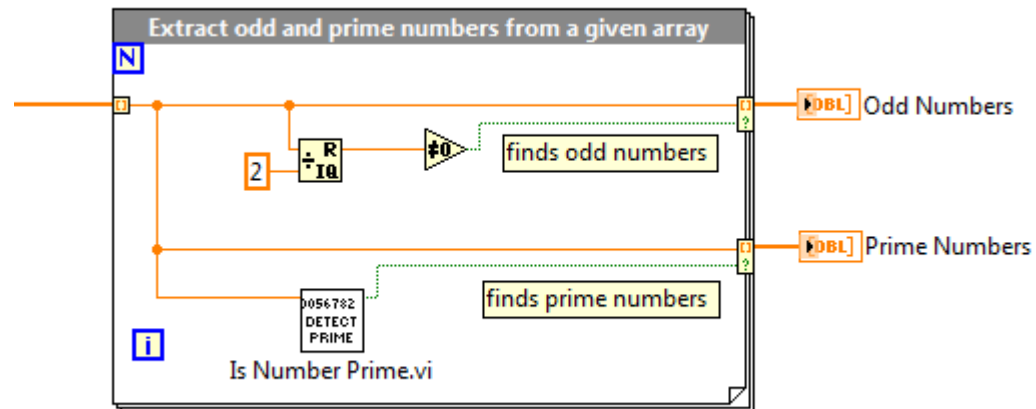 Extract odd and prime numbers from a given array
N
[]
[]
DBL]
Odd Numbers
?
÷ R
IQ
≠0
2
finds odd numbers
[]
DBL]
Prime Numbers
?
0056782
DETECT
PRIME
finds prime numbers
i
Is Number Prime.vi